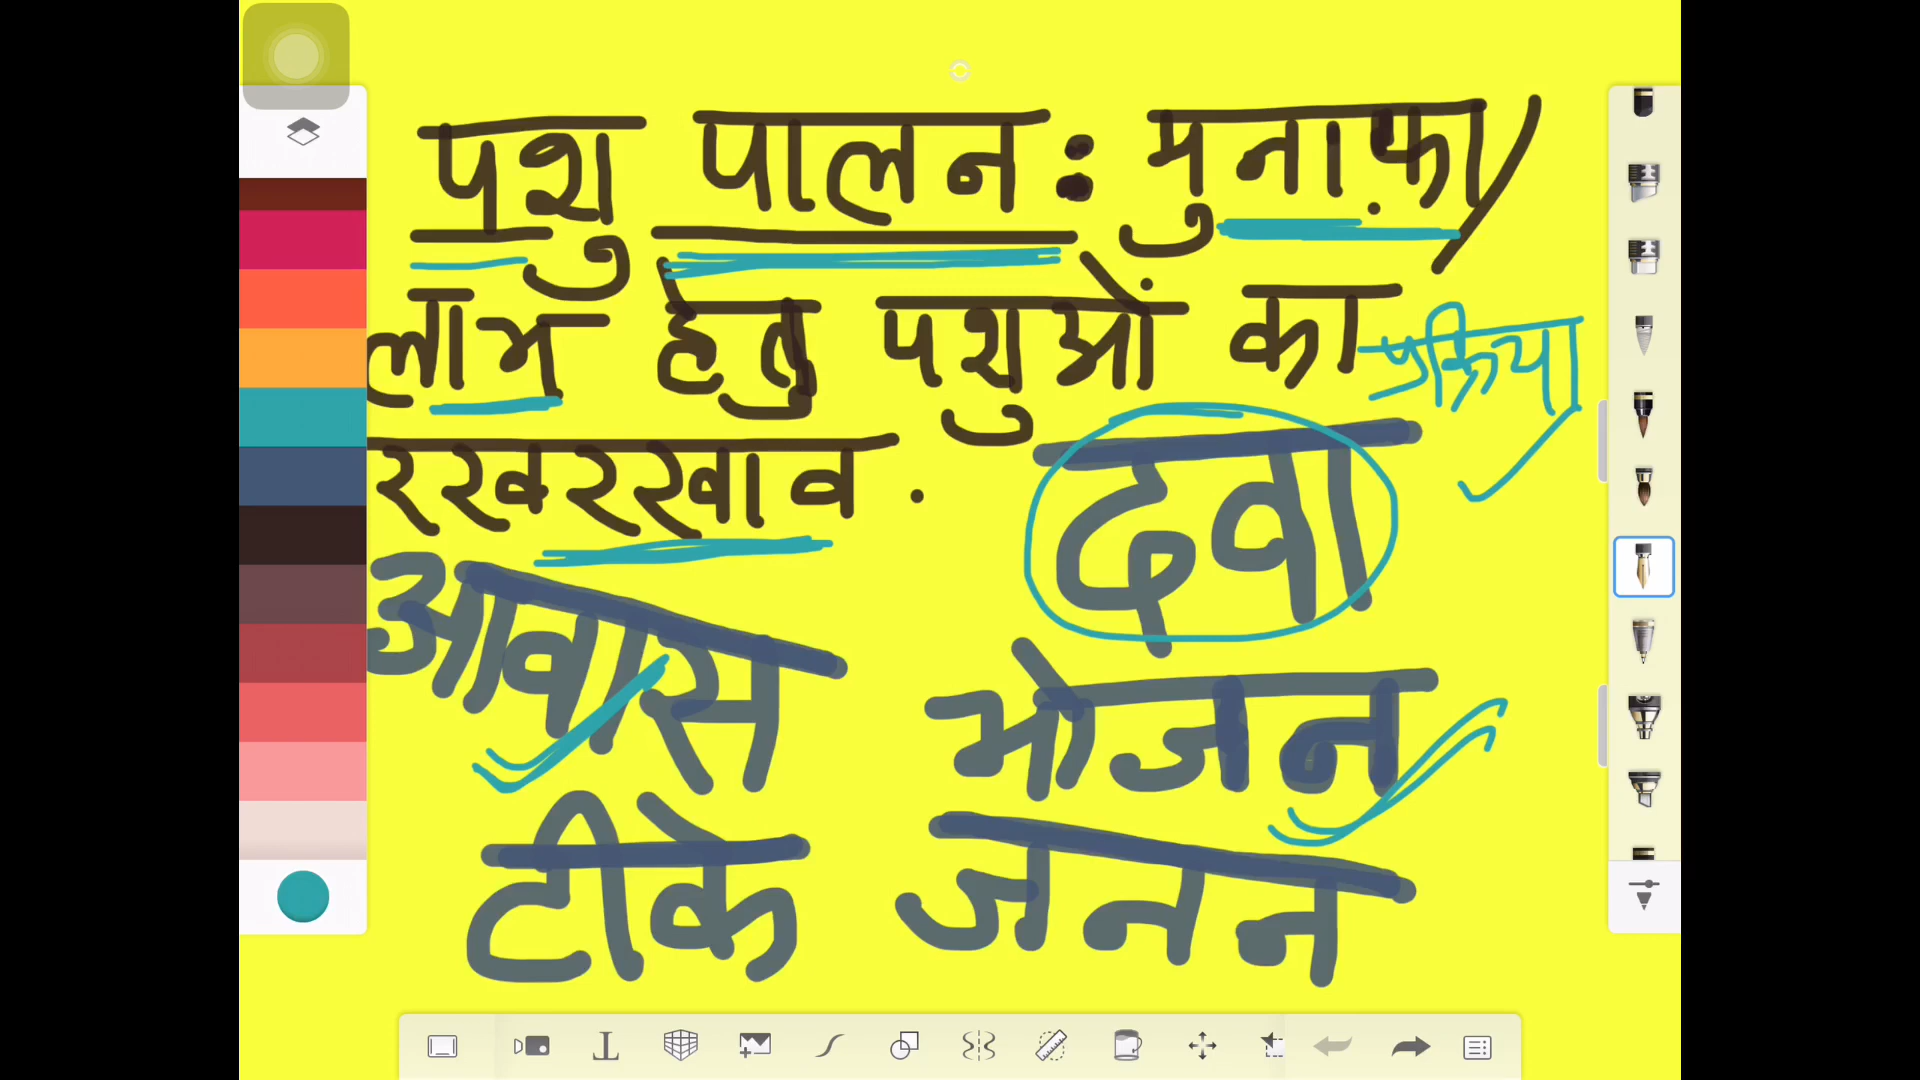 पशु पालन: मुनाफ़ा/
लाभ हेतु पशुओं का प्रक्रिया
रखरखाव.
दवा
आवास
भोजन
टीके
जनन